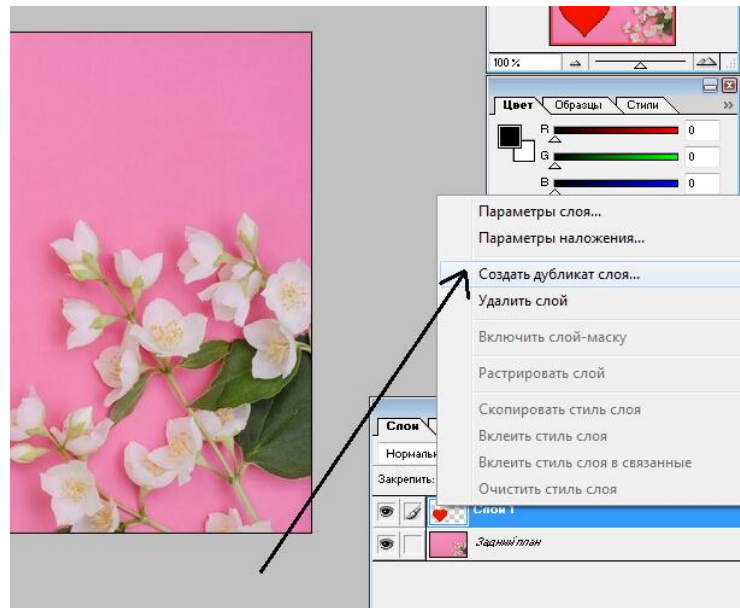 100 %
Цвет Образцы Стили
R 0
G 0
B 0
Параметры слоя...
Параметры наложения...
Создать дубликат слоя...
Удалить слой
Включить слой-маску
Растрировать слой
Скопировать стиль слоя
Вклеить стиль слоя
Вклеить стиль слоя в связанные
Очистить стиль слоя
Слои
Закрепить:
Слой 1
Задний план